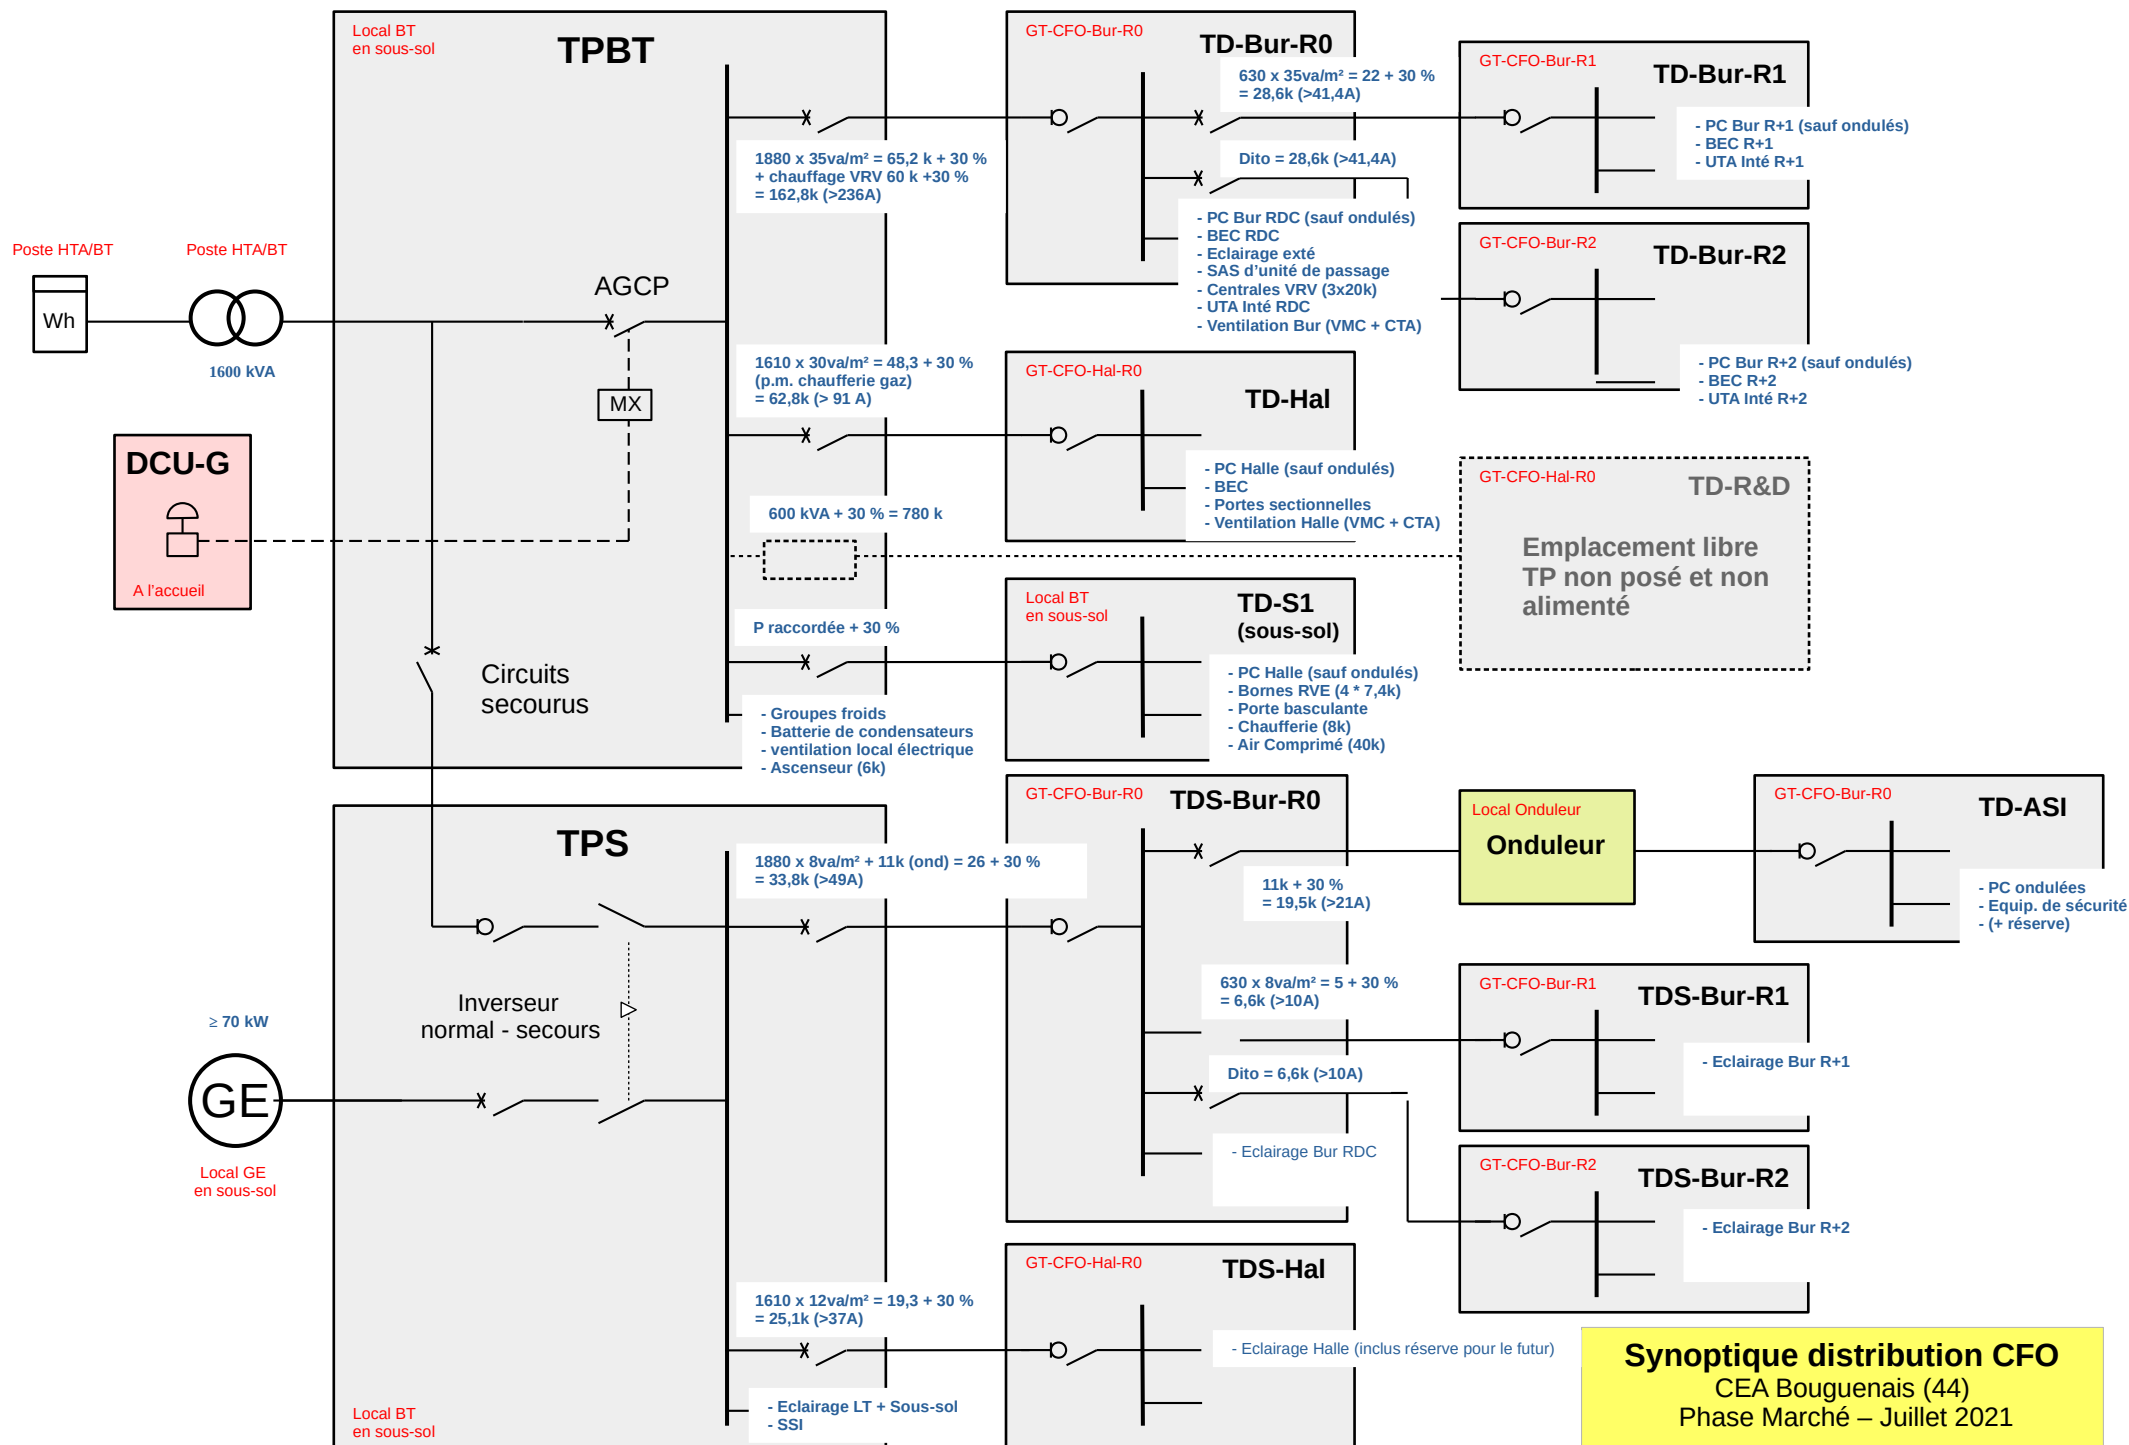 Local BT
en sous-sol
TPBT
GT-CFO-Bur-R0
TD-Bur-R0
630 x 35va/m² = 22 + 30 %
= 28,6k (>41,4A)
GT-CFO-Bur-R1
TD-Bur-R1
- PC Bur R+1 (sauf ondulés)
- BEC R+1
- UTA Inté R+1
1880 x 35va/m² = 65,2 k + 30 %
+ chauffage VRV 60 k +30 %
= 162,8k (>236A)
Dito = 28,6k (>41,4A)
- PC Bur RDC (sauf ondulés)
- BEC RDC
- Eclairage exté
- SAS d’unité de passage
- Centrales VRV (3x20k)
- UTA Inté RDC
- Ventilation Bur (VMC + CTA)
GT-CFO-Bur-R2
TD-Bur-R2
- PC Bur R+2 (sauf ondulés)
- BEC R+2
- UTA Inté R+2
Poste HTA/BT
Poste HTA/BT
Wh
1600 kVA
AGCP
MX
1610 x 30va/m² = 48,3 + 30 %
(p.m. chaufferie gaz)
= 62,8k (> 91 A)
GT-CFO-Hal-R0
TD-Hal
- PC Halle (sauf ondulés)
- BEC
- Portes sectionnelles
- Ventilation Halle (VMC + CTA)
DCU-G
A l’accueil
600 kVA + 30 % = 780 k
GT-CFO-Hal-R0
TD-R&D
Emplacement libre
TP non posé et non
alimenté
P raccordée + 30 %
Local BT
en sous-sol
TD-S1
(sous-sol)
- PC Halle (sauf ondulés)
- Bornes RVE (4 * 7,4k)
- Porte basculante
- Chaufferie (8k)
- Air Comprimé (40k)
Circuits
secourus
- Groupes froids
- Batterie de condensateurs
- ventilation local électrique
- Ascenseur (6k)
TPS
1880 x 8va/m² + 11k (ond) = 26 + 30 %
= 33,8k (>49A)
GT-CFO-Bur-R0
TDS-Bur-R0
11k + 30 %
= 19,5k (>21A)
Local Onduleur
Onduleur
GT-CFO-Bur-R0
TD-ASI
- PC ondulées
- Equip. de sécurité
- (+ réserve)
Inverseur
normal - secours
≥ 70 kW
GE
Local GE
en sous-sol
630 x 8va/m² = 5 + 30 %
= 6,6k (>10A)
GT-CFO-Bur-R1
TDS-Bur-R1
- Eclairage Bur R+1
Dito = 6,6k (>10A)
- Eclairage Bur RDC
GT-CFO-Bur-R2
TDS-Bur-R2
- Eclairage Bur R+2
1610 x 12va/m² = 19,3 + 30 %
= 25,1k (>37A)
GT-CFO-Hal-R0
TDS-Hal
- Eclairage Halle (inclus réserve pour le futur)
- Eclairage LT + Sous-sol
- SSI
Local BT
en sous-sol
Synoptique distribution CFO
CEA Bouguenais (44)
Phase Marché – Juillet 2021